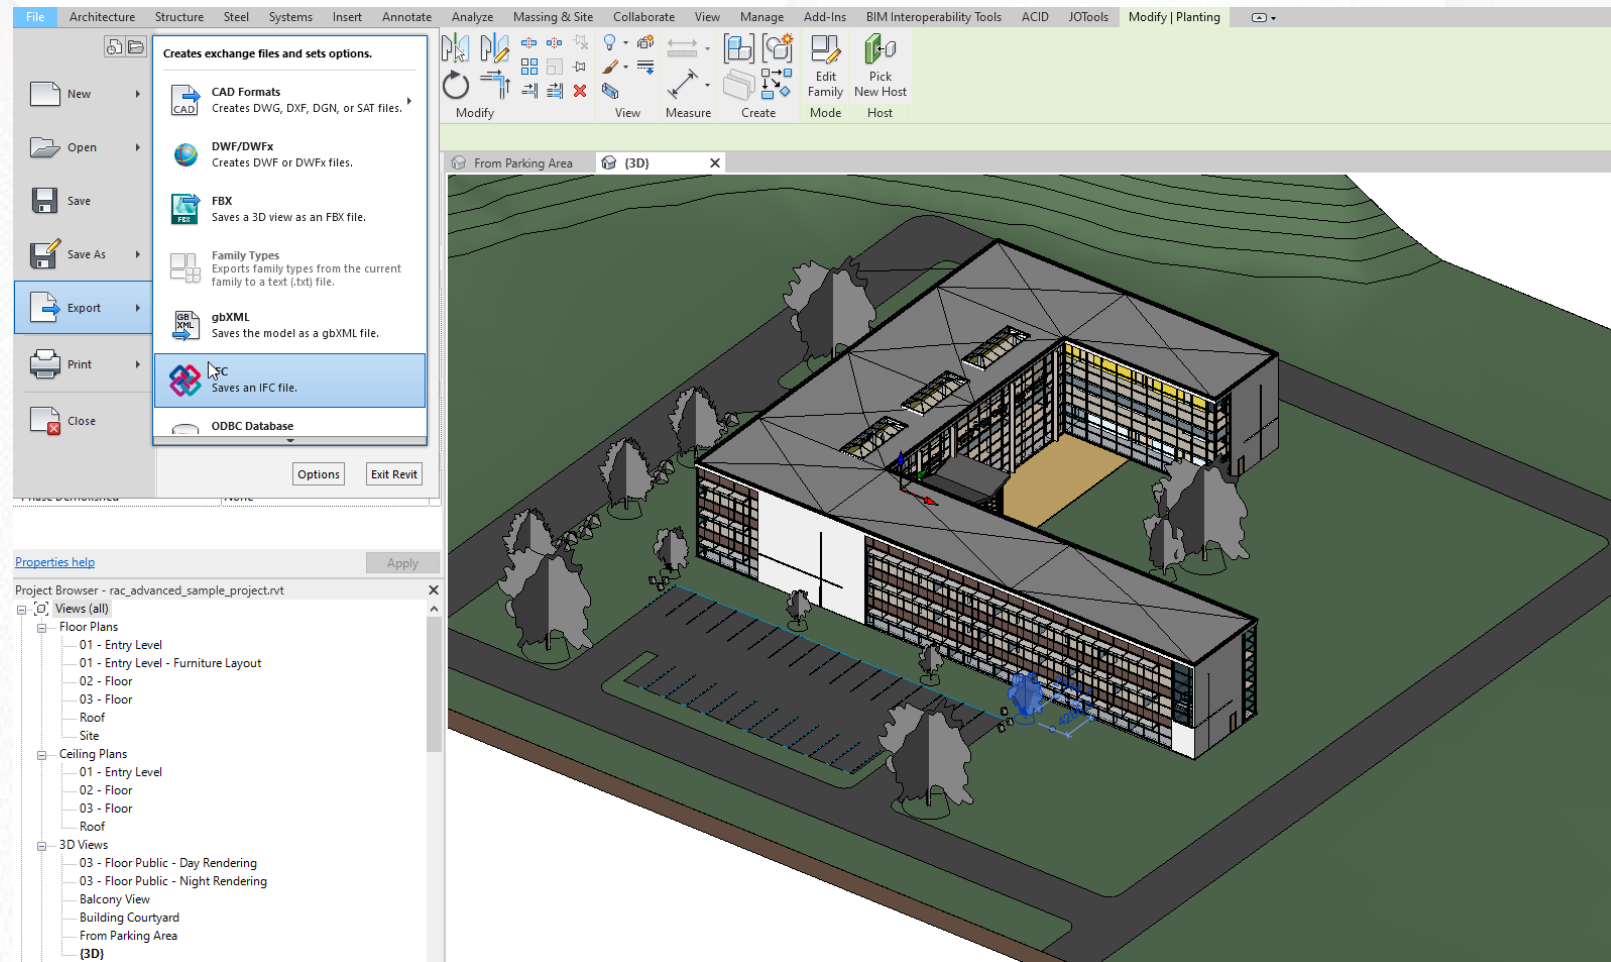 File Architecture Structure Steel Systems Insert Annotate Analyze Massing & Site Collaborate View Manage Add-Ins BIM Interoperability Tools ACID JOTools Modify | Planting
Creates exchange files and sets options.
New
Open
Save
Save As
Export
Print
Close
CAD
CAD Formats
Creates DWG, DXF, DGN, or SAT files.
DWF/DWFx
Creates DWF or DWFx files.
FBX
FBX
Saves a 3D view as an FBX file.
Family Types
Exports family types from the current
family to a text (.txt) file.
GB
XML
gbXML
Saves the model as a gbXML file.
FC
Saves an IFC file.
ODBC Database
Options Exit Revit
Edit
Family
Pick
New Host
Modify View Measure Create Mode Host
From Parking Area {3D}
Phase Demolished None
Properties help Apply
Project Browser - rac_advanced_sample_project.rvt
Views (all)
Floor Plans
01 - Entry Level
01 - Entry Level - Furniture Layout
02 - Floor
03 - Floor
Roof
Site
Ceiling Plans
01 - Entry Level
02 - Floor
03 - Floor
Roof
3D Views
03 - Floor Public - Day Rendering
03 - Floor Public - Night Rendering
Balcony View
Building Courtyard
From Parking Area
{3D}